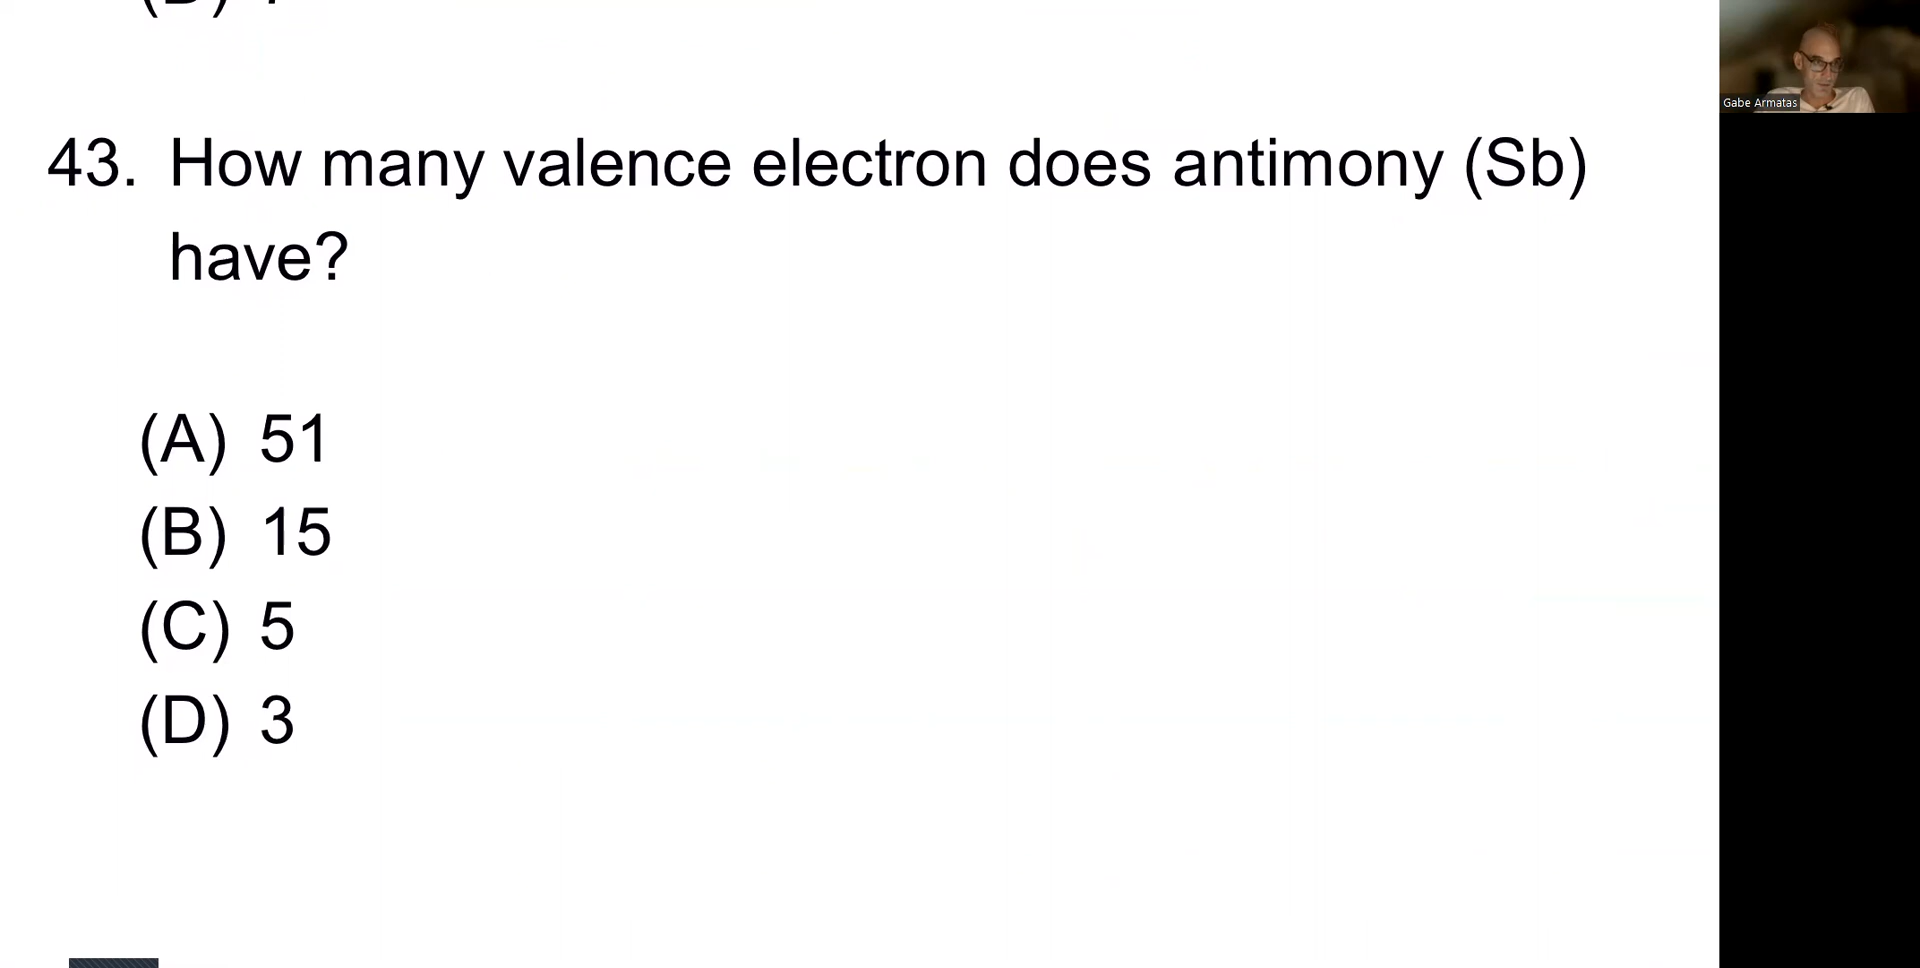 43. How many valence electron does antimony (Sb)
have?
(A) 51
(B) 15
(C) 5
(D) 3
Gabe Armatas